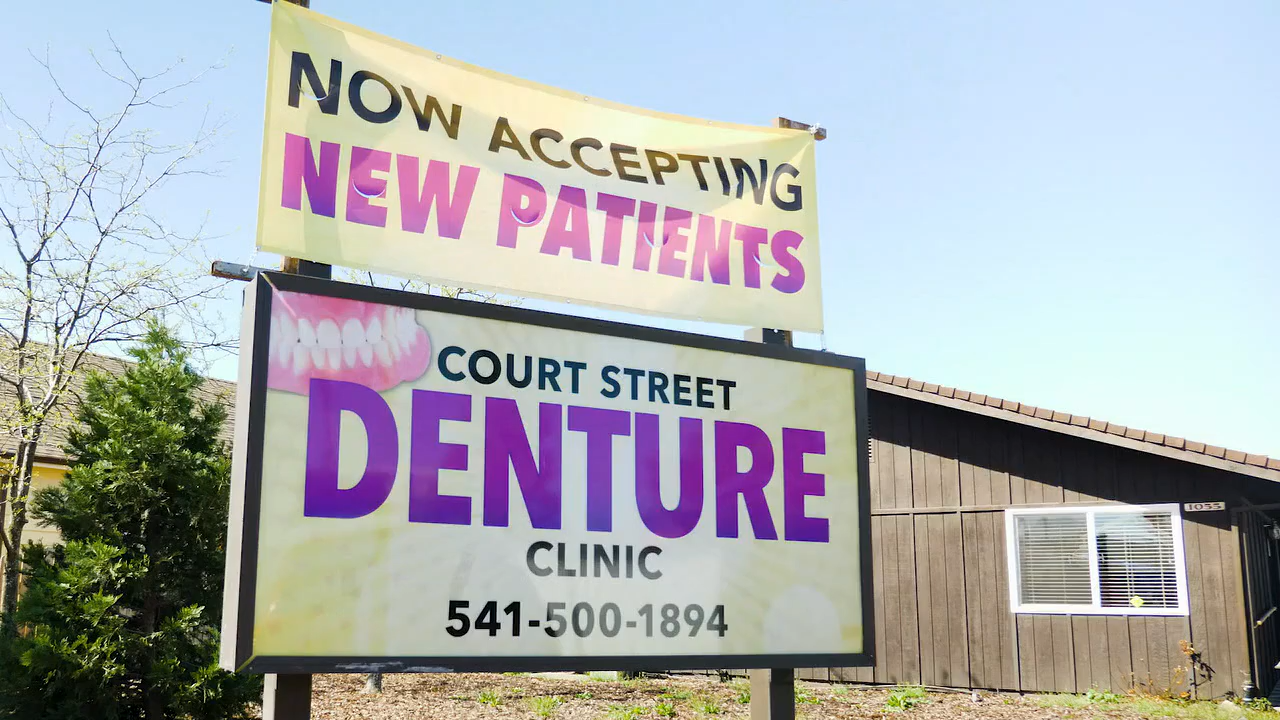 NOW ACCEPTING
NEW PATIENTS
COURT STREET
DENTURE
CLINIC
541-500-1894
1055